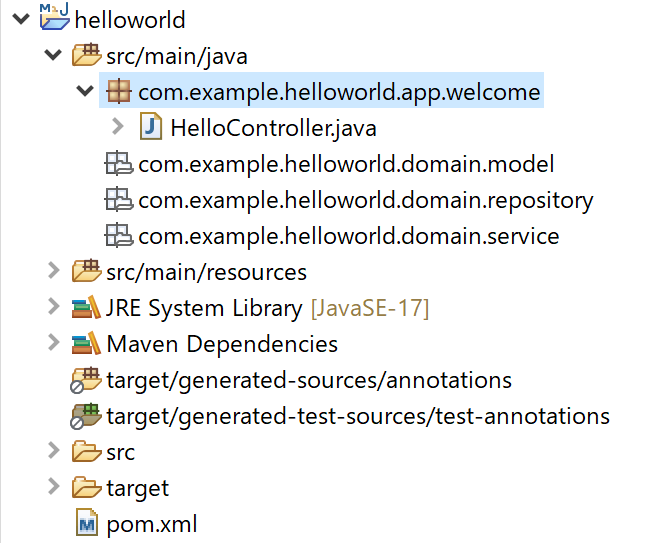 helloworld
src/main/java
com.example.helloworld.app.welcome
HelloController.java
com.example.helloworld.domain.model
com.example.helloworld.domain.repository
com.example.helloworld.domain.service
src/main/resources
JRE System Library [JavaSE-17]
Maven Dependencies
target/generated-sources/annotations
target/generated-test-sources/test-annotations
src
target
pom.xml